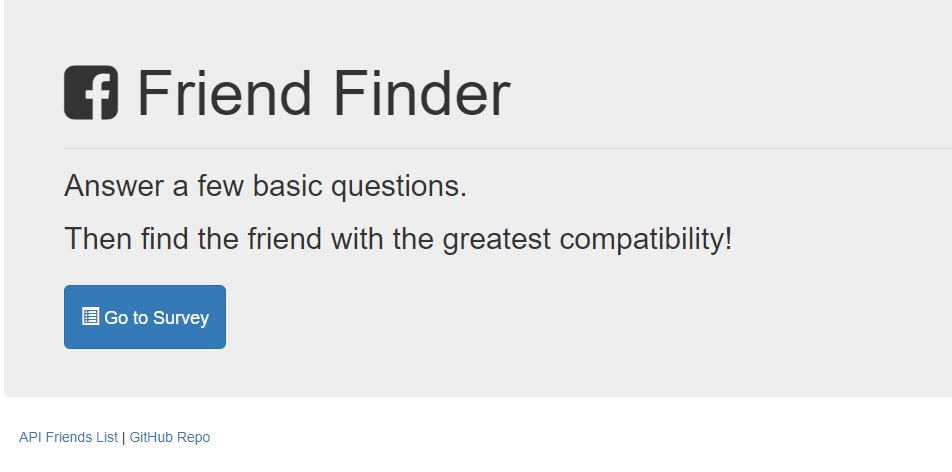 Friend Finder
Answer a few basic questions.
Then find the friend with the greatest compatibility!
Go to Survey
API Friends List | GitHub Repo